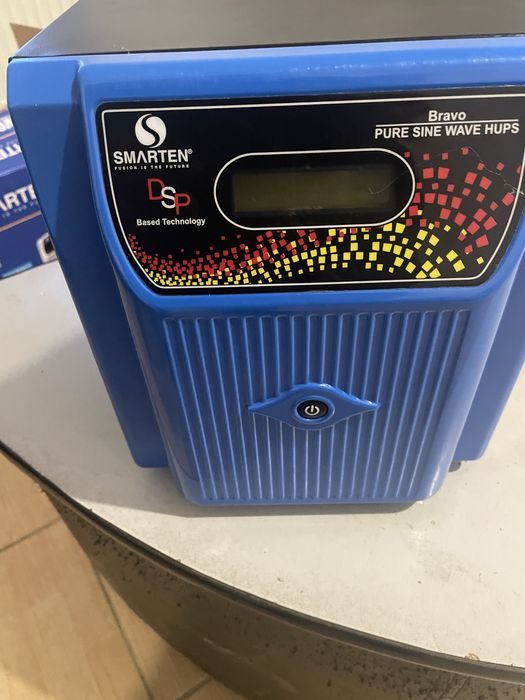 SMARTEN®
FUSION IS THE FUTURE
DSP
Based Technology
Bravo
PURE SINE WAVE HUPS